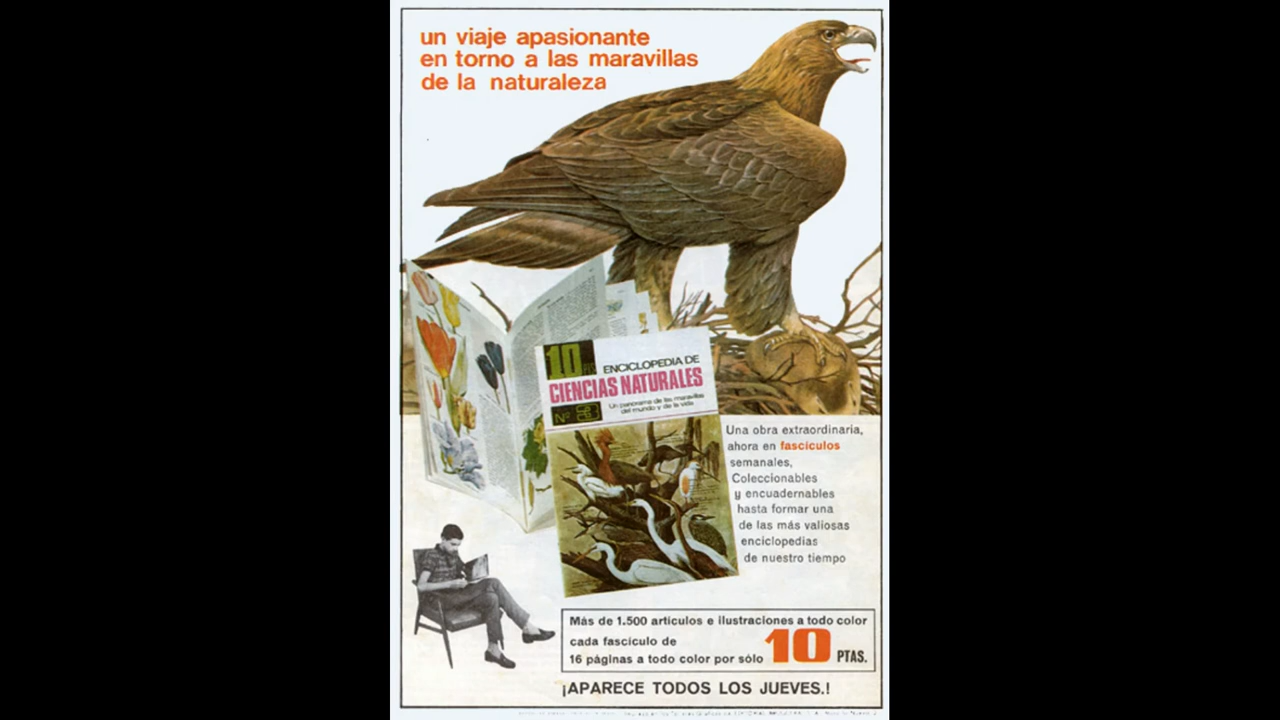 un viaje apasionante
en torno a las maravillas
de la naturaleza
10
ENCICLOPEDIA DE
CIENCIAS NATURALES
Nº
Un panorama de las maravillas
del mundo y de la vida
Una obra extraordinaria,
ahora en fascículos
semanales,
Coleccionables
y encuadernables
hasta formar una
de las más valiosas
enciclopedias
de nuestro tiempo
Más de 1.500 artículos e ilustraciones a todo color
cada fascículo de
16 páginas a todo color por sólo 10 PTAS.
¡APARECE TODOS LOS JUEVES.!